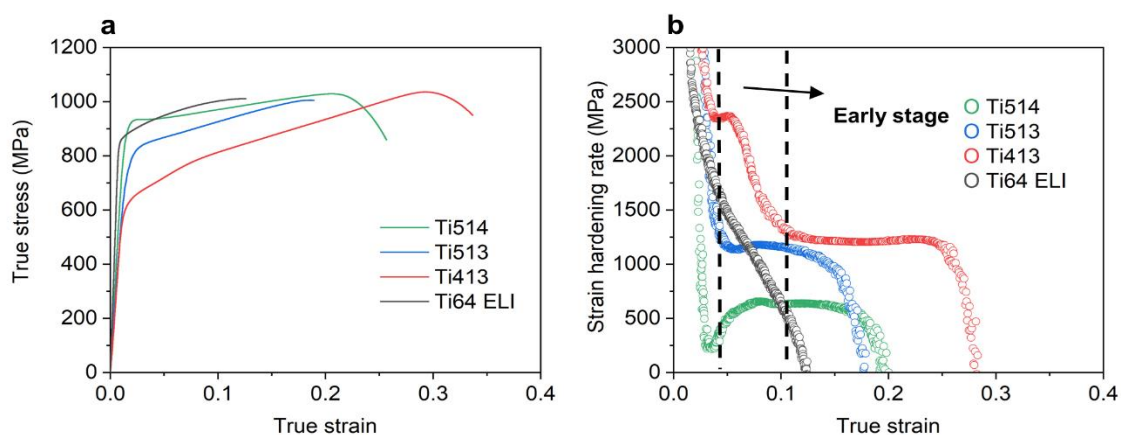 a
1200
1000
800
600
400
200
0
0.0 0.1 0.2 0.3 0.4
True stress (MPa)
True strain
Ti514
Ti513
Ti413
Ti64 ELI
b
3000
2500
2000
1500
1000
500
0
0.0 0.1 0.2 0.3 0.4
Strain hardening rate (MPa)
True strain
Early stage
Ti514
Ti513
Ti413
Ti64 ELI